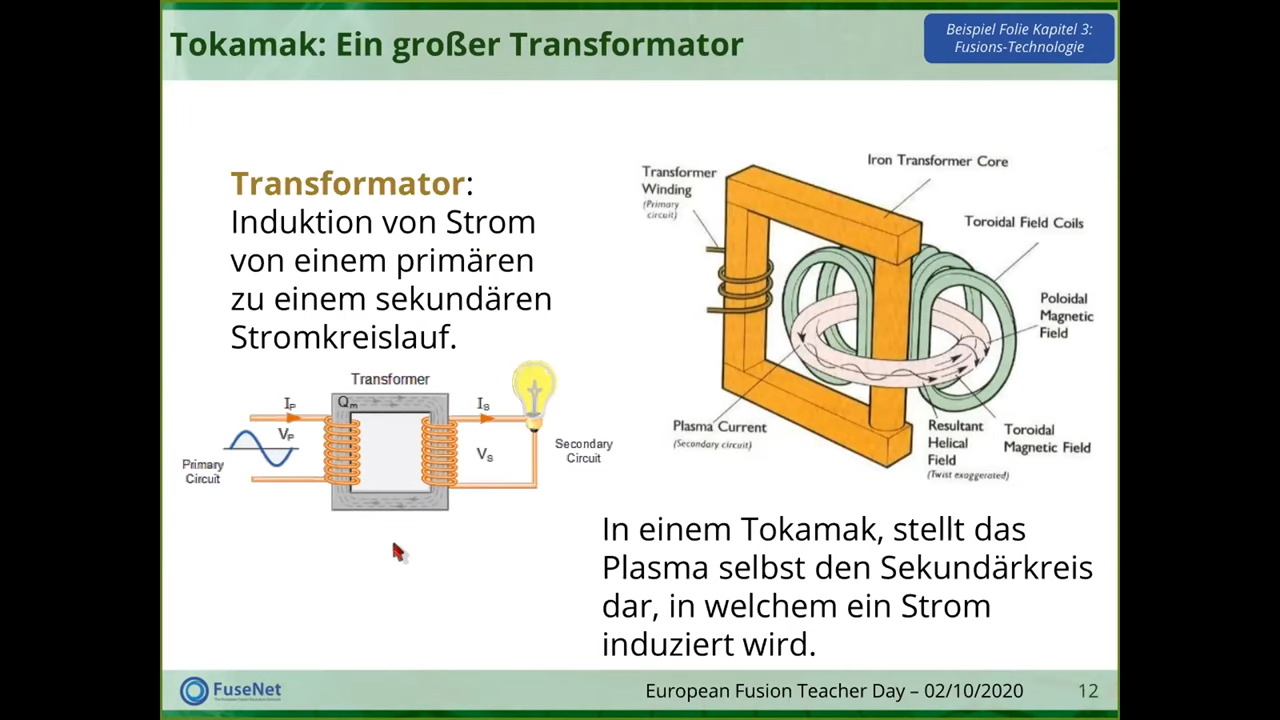 Tokamak: Ein großer Transformator
Beispiel Folie Kapitel 3:
Fusions-Technologie
Transformator:
Induktion von Strom
von einem primären
zu einem sekundären
Stromkreislauf.
Transformer
Qm
IP
IS
VP
VS
Primary
Circuit
Secondary
Circuit
Iron Transformer Core
Transformer
Winding
(Primary
circuit)
Toroidal Field Coils
Poloidal
Magnetic
Field
Plasma Current
(Secondary circuit)
Resultant
Helical
Field
(Twist exaggerated)
Toroidal
Magnetic Field
In einem Tokamak, stellt das
Plasma selbst den Sekundärkreis
dar, in welchem ein Strom
induziert wird.
FuseNet
European Fusion Teacher Day – 02/10/2020
12